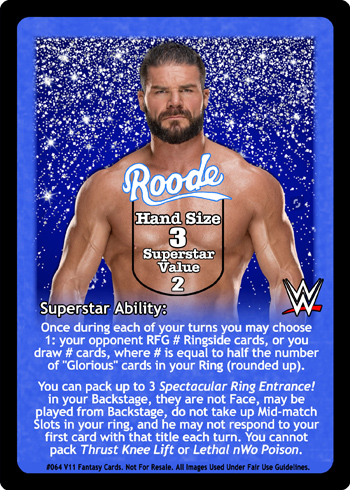 Roode
Hand Size
3
Superstar
Value
2
W
Superstar Ability:
Once during each of your turns you may choose
1: your opponent RFG # Ringside cards, or you
draw # cards, where # is equal to half the number
of "Glorious" cards in your Ring (rounded up).
You can pack up to 3 Spectacular Ring Entrance!
in your Backstage, they are not Face, may be
played from Backstage, do not take up Mid-match
Slots in your ring, and he may not respond to your
first card with that title each turn. You cannot
pack Thrust Knee Lift or Lethal nWo Poison.
#064 V11 Fantasy Cards. Not For Resale. All Images Used Under Fair Use Guidelines.